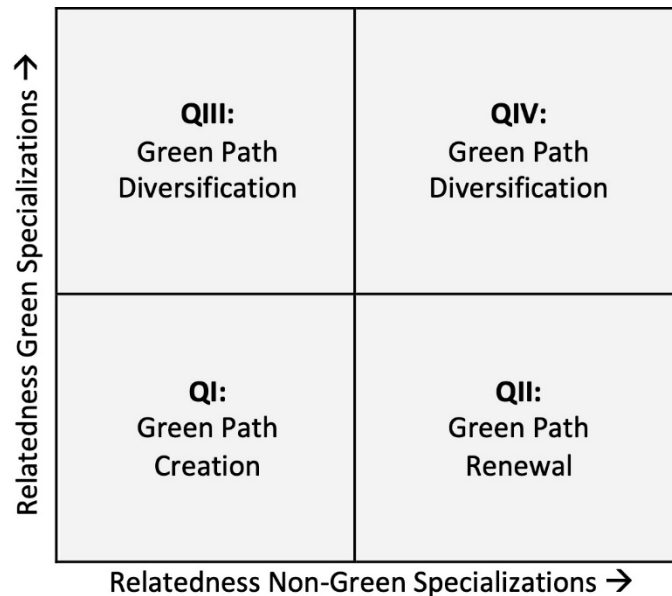 Relatedness Green Specializations →
QIII:
Green Path
Diversification
QIV:
Green Path
Diversification
QI:
Green Path
Creation
QII:
Green Path
Renewal
Relatedness Non-Green Specializations →